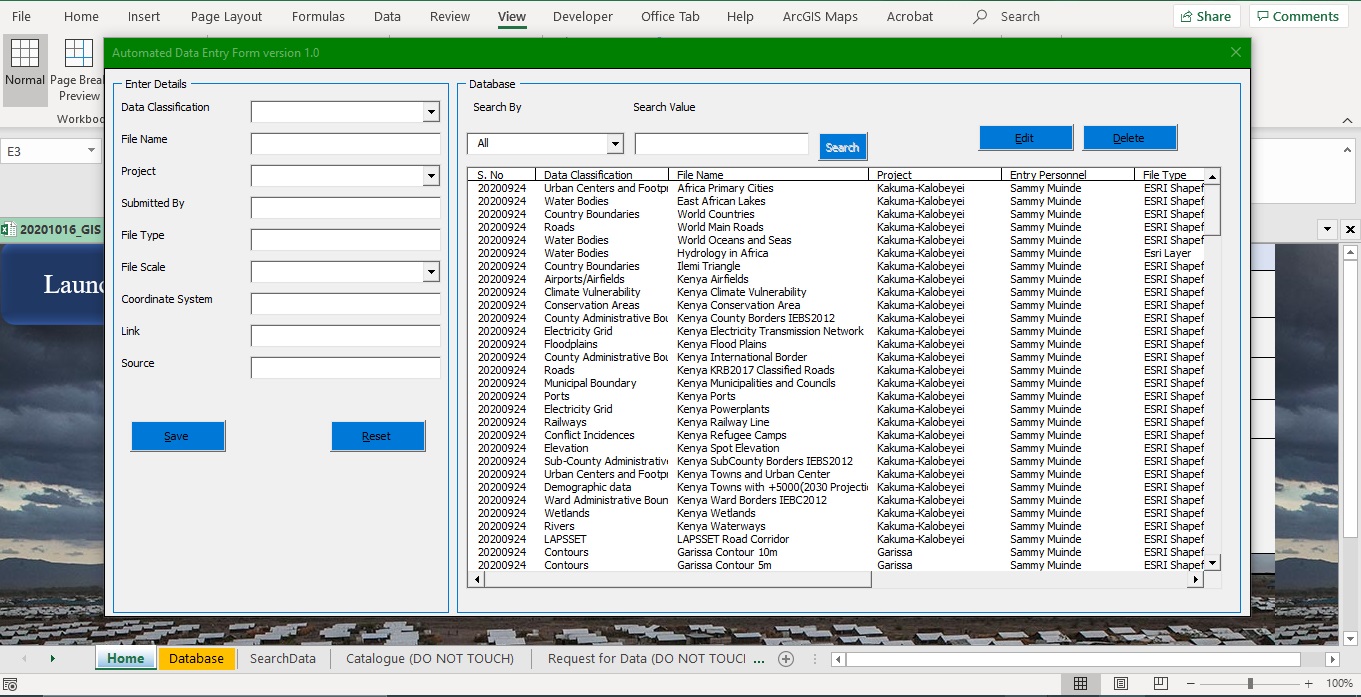 File Home Insert Page Layout Formulas Data Review View Developer Office Tab Help ArcGIS Maps Acrobat Search Share Comments
Normal Page Break
Preview
Workbook
Automated Data Entry Form version 1.0
E3
20201016_GIS
Laun
Enter Details
Data Classification
File Name
Project
Submitted By
File Type
File Scale
Coordinate System
Link
Source
Save Reset
Database
Search By Search Value
All Search Edit Delete
S. No Data Classification File Name Project Entry Personnel File Type
20200924 Urban Centers and Footpr Africa Primary Cities Kakuma-Kalobeyei Sammy Muinde ESRI Shapef
20200924 Water Bodies East African Lakes Kakuma-Kalobeyei Sammy Muinde ESRI Shapef
20200924 Country Boundaries World Countries Kakuma-Kalobeyei Sammy Muinde ESRI Shapef
20200924 Roads World Main Roads Kakuma-Kalobeyei Sammy Muinde ESRI Shapef
20200924 Water Bodies World Oceans and Seas Kakuma-Kalobeyei Sammy Muinde ESRI Shapef
20200924 Water Bodies Hydrology in Africa Kakuma-Kalobeyei Sammy Muinde Esri Layer
20200924 Country Boundaries Ilemi Triangle Kakuma-Kalobeyei Sammy Muinde ESRI Shapef
20200924 Airports/Airfields Kenya Airfields Kakuma-Kalobeyei Sammy Muinde ESRI Shapef
20200924 Climate Vulnerability Kenya Climate Vulnerability Kakuma-Kalobeyei Sammy Muinde ESRI Shapef
20200924 Conservation Areas Kenya Conservation Area Kakuma-Kalobeyei Sammy Muinde ESRI Shapef
20200924 County Administrative Bou Kenya County Borders IEBS2012 Kakuma-Kalobeyei Sammy Muinde ESRI Shapef
20200924 Electricity Grid Kenya Electricity Transmission Network Kakuma-Kalobeyei Sammy Muinde ESRI Shapef
20200924 Floodplains Kenya Flood Plains Kakuma-Kalobeyei Sammy Muinde ESRI Shapef
20200924 County Administrative Bou Kenya International Border Kakuma-Kalobeyei Sammy Muinde ESRI Shapef
20200924 Roads Kenya KRB2017 Classified Roads Kakuma-Kalobeyei Sammy Muinde ESRI Shapef
20200924 Municipal Boundary Kenya Municipalities and Councils Kakuma-Kalobeyei Sammy Muinde ESRI Shapef
20200924 Ports Kenya Ports Kakuma-Kalobeyei Sammy Muinde ESRI Shapef
20200924 Electricity Grid Kenya Powerplants Kakuma-Kalobeyei Sammy Muinde ESRI Shapef
20200924 Railways Kenya Railway Line Kakuma-Kalobeyei Sammy Muinde ESRI Shapef
20200924 Conflict Incidences Kenya Refugee Camps Kakuma-Kalobeyei Sammy Muinde ESRI Shapef
20200924 Elevation Kenya Spot Elevation Kakuma-Kalobeyei Sammy Muinde ESRI Shapef
20200924 Sub-County Administrativ Kenya SubCounty Borders IEBS2012 Kakuma-Kalobeyei Sammy Muinde ESRI Shapef
20200924 Urban Centers and Footpr Kenya Towns and Urban Center Kakuma-Kalobeyei Sammy Muinde ESRI Shapef
20200924 Demographic data Kenya Towns with +5000(2030 Projecti Kakuma-Kalobeyei Sammy Muinde ESRI Shapef
20200924 Ward Administrative Boun Kenya Ward Borders IEBC2012 Kakuma-Kalobeyei Sammy Muinde ESRI Shapef
20200924 Wetlands Kenya Wetlands Kakuma-Kalobeyei Sammy Muinde ESRI Shapef
20200924 Rivers Kenya Waterways Kakuma-Kalobeyei Sammy Muinde ESRI Shapef
20200924 LAPSSET LAPSSET Road Corridor Kakuma-Kalobeyei Sammy Muinde ESRI Shapef
20200924 Contours Garissa Contour 10m Garissa Sammy Muinde ESRI Shapef
20200924 Contours Garissa Contour 5m Garissa Sammy Muinde ESRI Shapef
Home Database SearchData Catalogue (DO NOT TOUCH) Request for Data (DO NOT TOUCI ...
100%